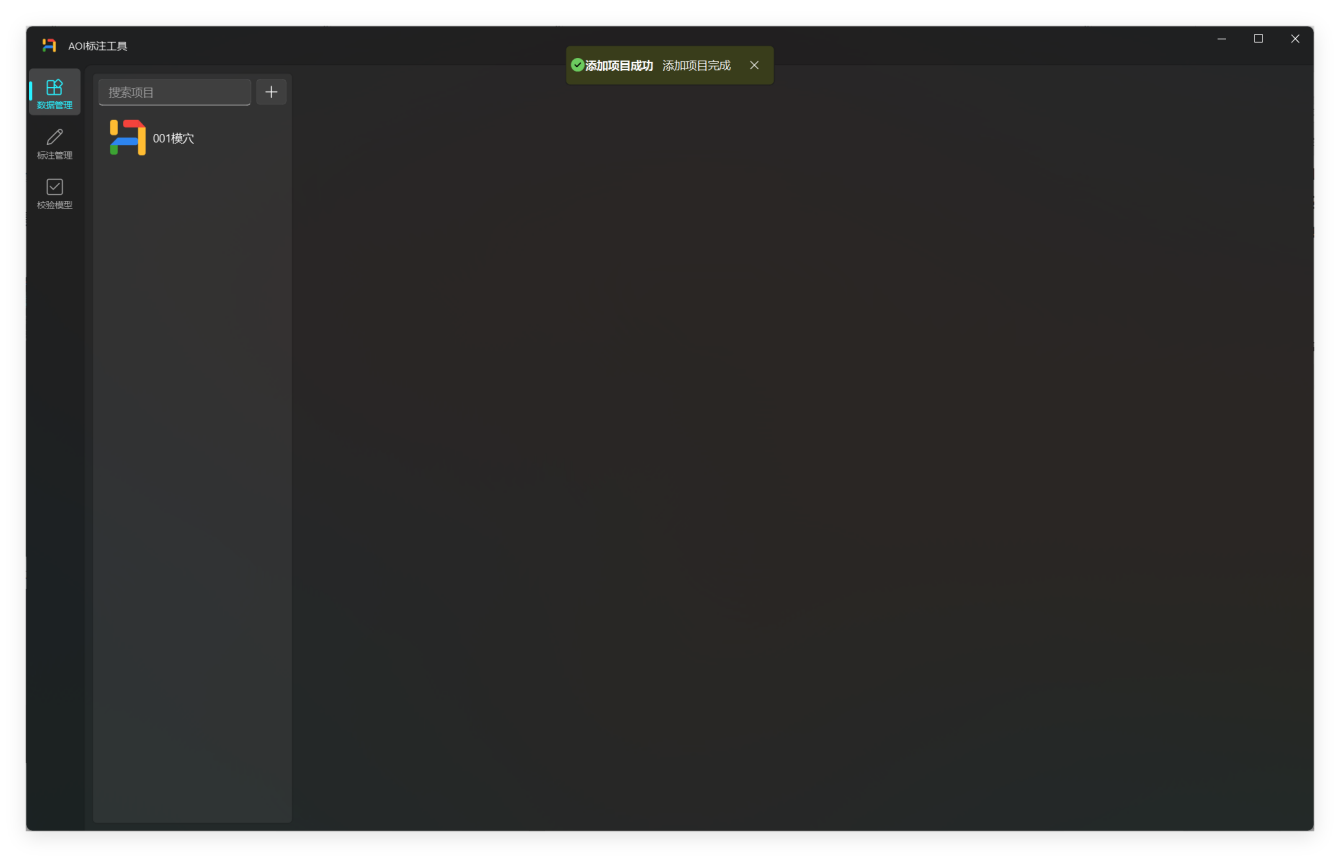 AOI标注工具
添加项目成功 添加项目完成
数据管理
搜索项目
001模穴
标注管理
校验模型